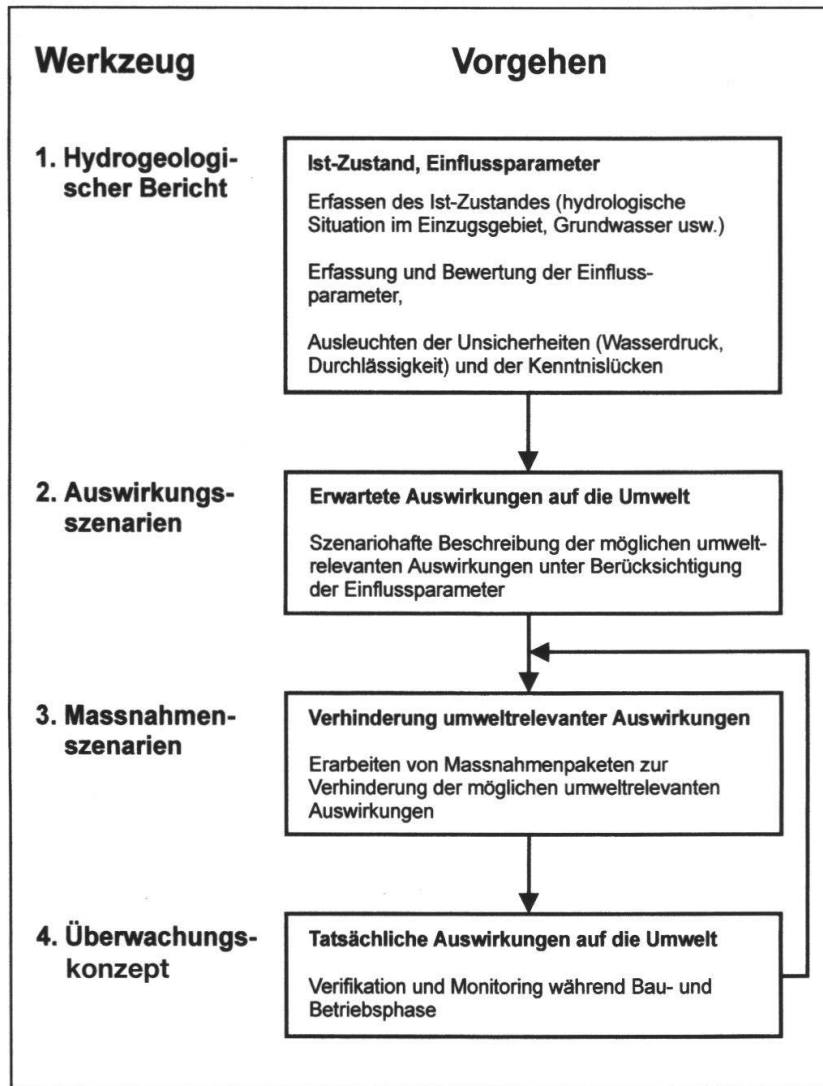 Werkzeug
Vorgehen
1. Hydrogeologi-
scher Bericht
Ist-Zustand, Einflussparameter
Erfassen des Ist-Zustandes (hydrologische
Situation im Einzugsgebiet, Grundwasser usw.)
Erfassung und Bewertung der Einfluss-
parameter,
Ausleuchten der Unsicherheiten (Wasserdruck,
Durchlässigkeit) und der Kenntnislücken
2. Auswirkungs-
szenarien
Erwartete Auswirkungen auf die Umwelt
Szenariohafte Beschreibung der möglichen umwelt-
relevanten Auswirkungen unter Berücksichtigung
der Einflussparameter
3. Massnahmen-
szenarien
Verhinderung umweltrelevanter Auswirkungen
Erarbeiten von Massnahmenpaketen zur
Verhinderung der möglichen umweltrelevanten
Auswirkungen
4. Überwachungs-
konzept
Tatsächliche Auswirkungen auf die Umwelt
Verifikation und Monitoring während Bau- und
Betriebsphase